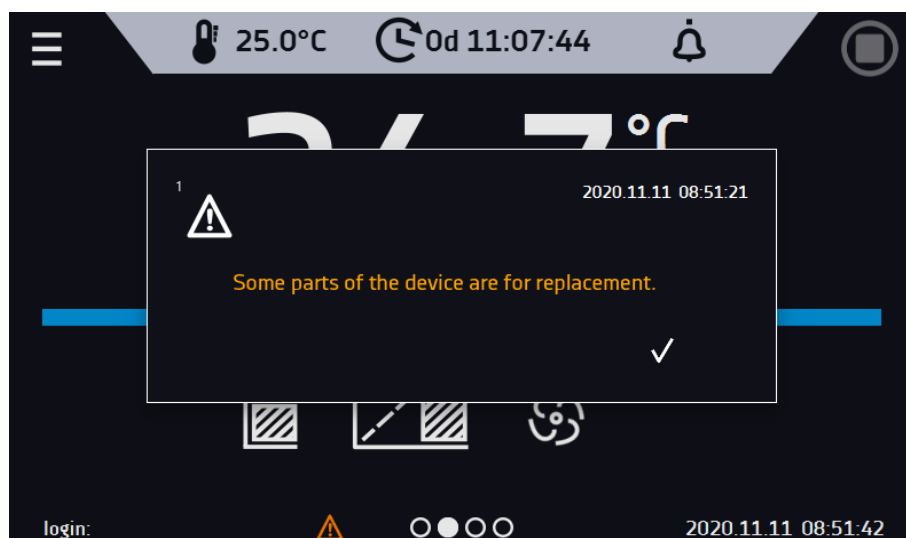 25.0°C
0d 11:07:44
°C
1
2020.11.11 08:51:21
Some parts of the device are for replacement.
login:
2020.11.11 08:51:42